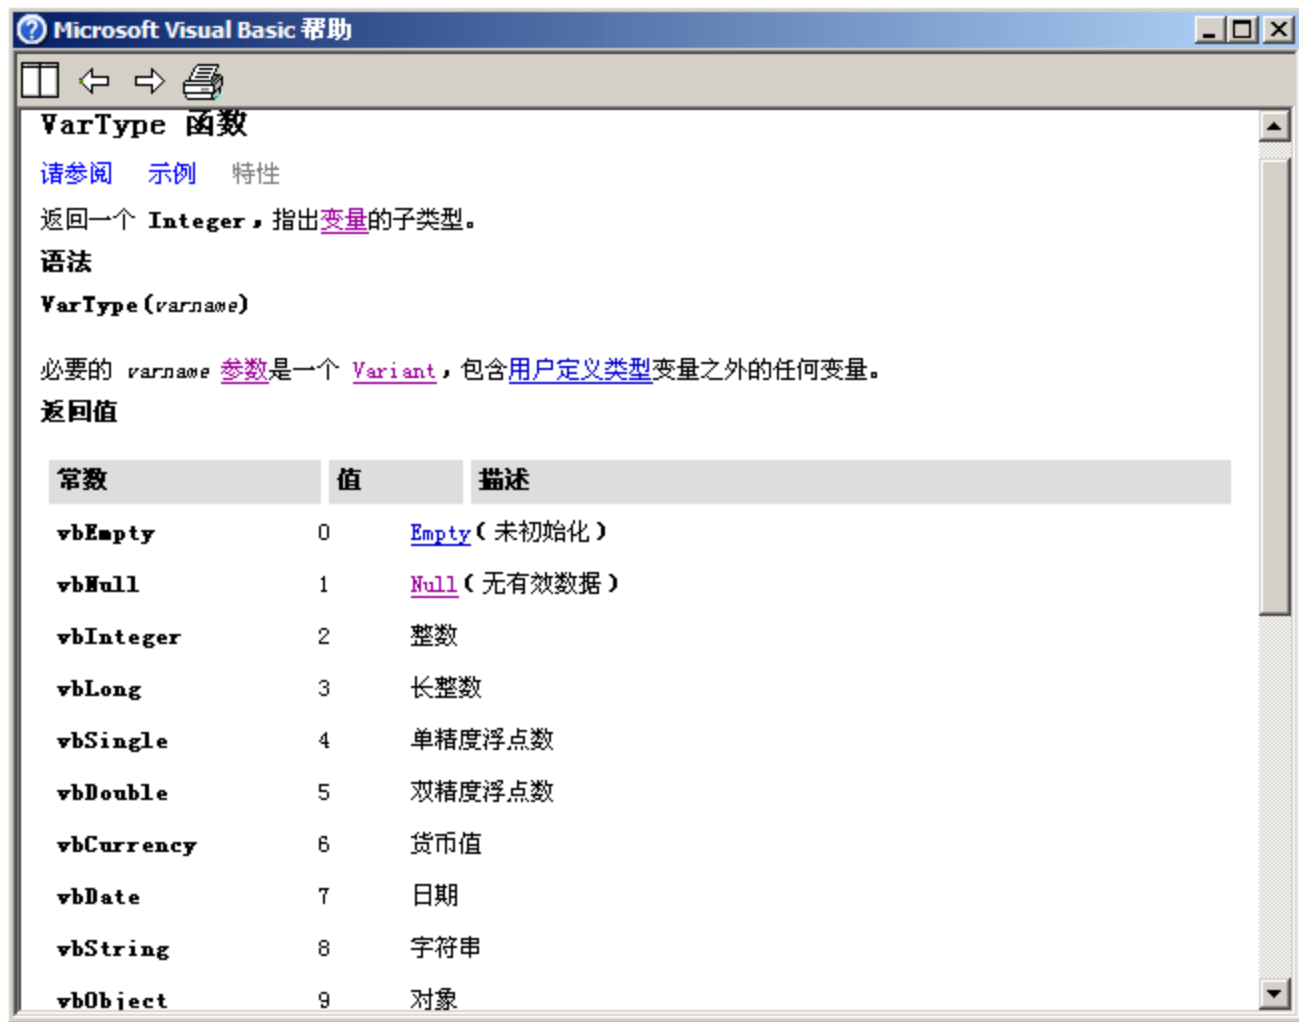 Microsoft Visual Basic 帮助
VarType 函数
请参阅 示例 特性
返回一个 Integer，指出变量的子类型。
语法
VarType(varname)
必要的 varname 参数是一个 Variant，包含用户定义类型变量之外的任何变量。
返回值
常数 值 描述
vbEmpty 0 Empty（未初始化）
vbNull 1 Null（无有效数据）
vbInteger 2 整数
vbLong 3 长整数
vbSingle 4 单精度浮点数
vbDouble 5 双精度浮点数
vbCurrency 6 货币值
vbDate 7 日期
vbString 8 字符串
vbObject 9 对象